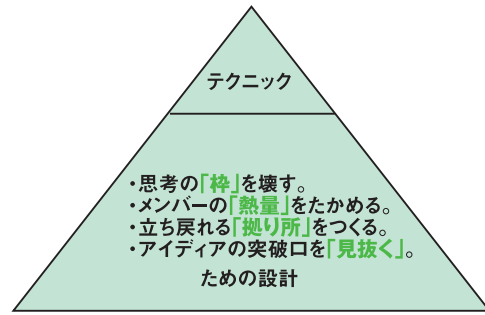 テクニック
・思考の「枠」を壊す。
・メンバーの「熱量」をたかめる。
・立ち戻れる「拠り所」をつくる。
・アイディアの突破口を「見抜く」。
ための設計